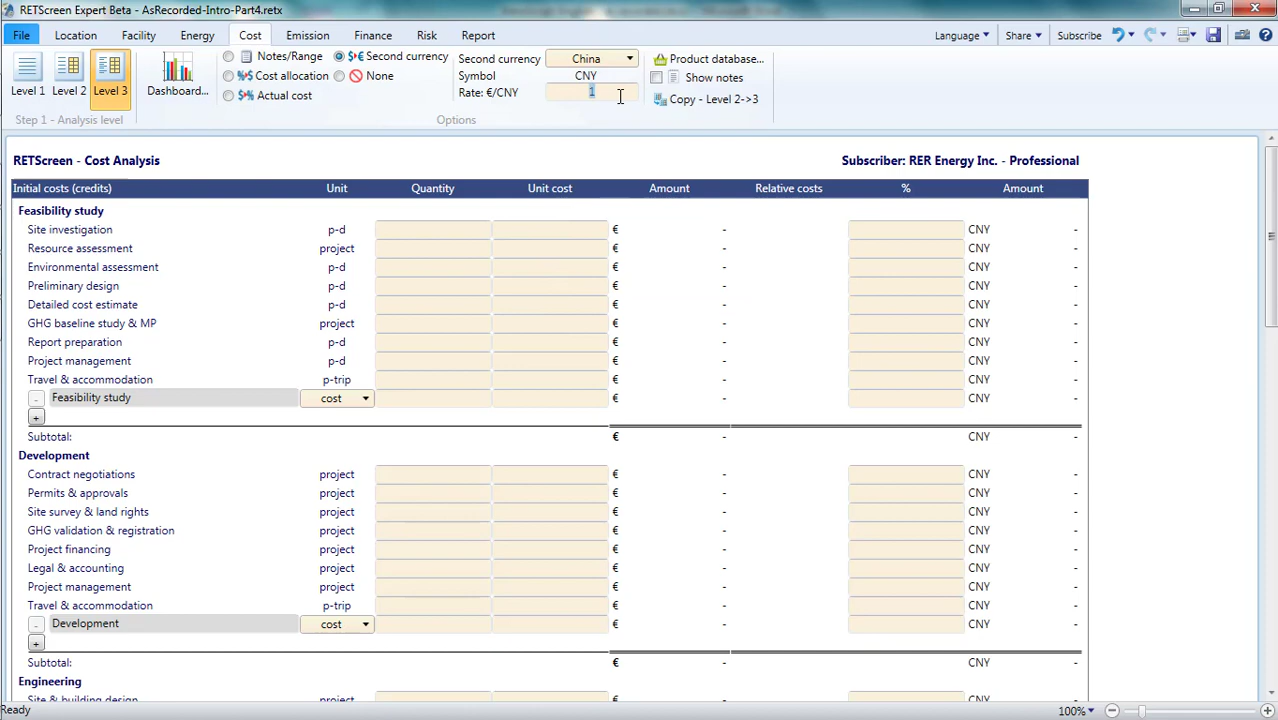 RETScreen Expert Beta - AsRecorded-Intro-Part4.retx
File Location Facility Energy Cost Emission Finance Risk Report Language Share Subscribe
Level 1 Level 2 Level 3
Step 1 - Analysis level
Dashboard...
Notes/Range
Cost allocation
Actual cost
Second currency
None
Second currency China
Symbol CNY
Rate: €/CNY 1
Options
Product database...
Show notes
Copy - Level 2->3
RETScreen - Cost Analysis Subscriber: RER Energy Inc. - Professional
Initial costs (credits) Unit Quantity Unit cost Amount Relative costs % Amount
Feasibility study
Site investigation p-d € - CNY -
Resource assessment project € - CNY -
Environmental assessment p-d € - CNY -
Preliminary design p-d € - CNY -
Detailed cost estimate p-d € - CNY -
GHG baseline study & MP project € - CNY -
Report preparation p-d € - CNY -
Project management p-d € - CNY -
Travel & accommodation p-trip € - CNY -
- Feasibility study cost € - CNY -
+
Subtotal: € - CNY -
Development
Contract negotiations project € - CNY -
Permits & approvals project € - CNY -
Site survey & land rights project € - CNY -
GHG validation & registration project € - CNY -
Project financing project € - CNY -
Legal & accounting project € - CNY -
Project management project € - CNY -
Travel & accommodation p-trip € - CNY -
- Development cost € - CNY -
+
Subtotal: € - CNY -
Engineering
Site & building design project € - CNY -
Ready 100%